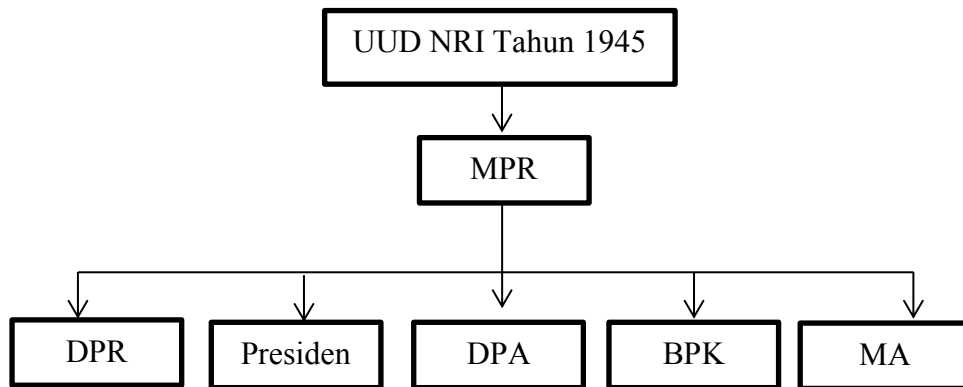 UUD NRI Tahun 1945
MPR
DPR
Presiden
DPA
BPK
MA